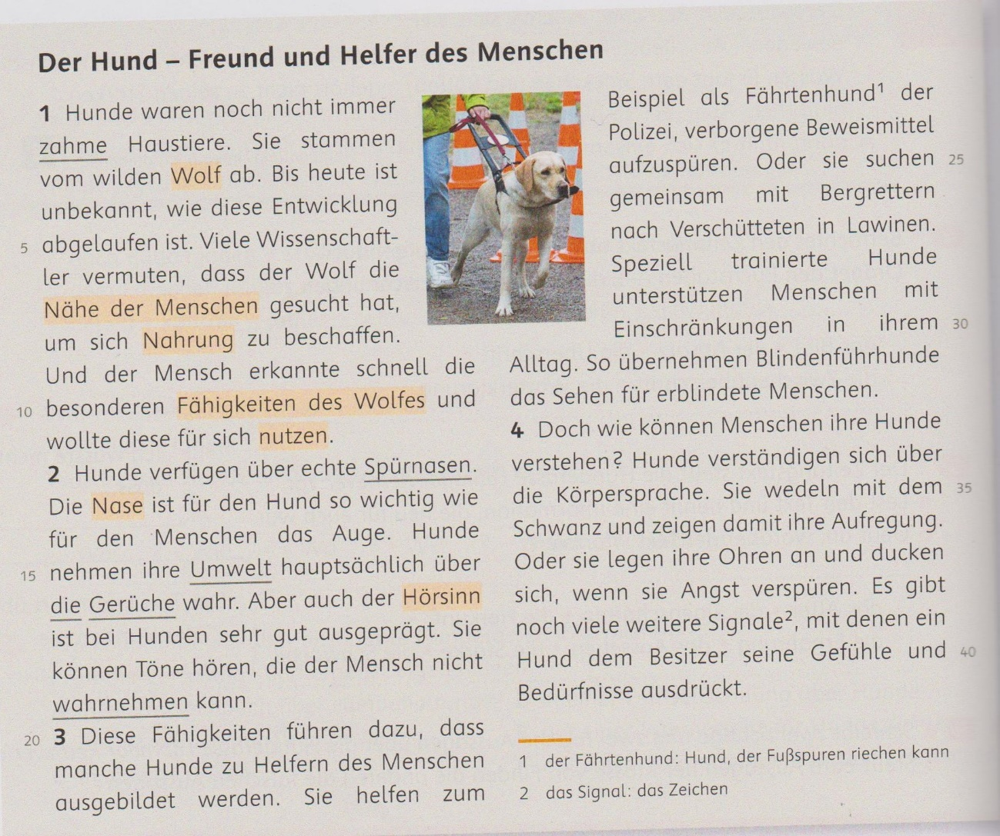 Der Hund – Freund und Helfer des Menschen
1 Hunde waren noch nicht immer
zahme Haustiere. Sie stammen
vom wilden Wolf ab. Bis heute ist
unbekannt, wie diese Entwicklung
5 abgelaufen ist. Viele Wissenschaft-
ler vermuten, dass der Wolf die
Nähe der Menschen gesucht hat,
um sich Nahrung zu beschaffen.
Und der Mensch erkannte schnell die
10 besonderen Fähigkeiten des Wolfes und
wollte diese für sich nutzen.
2 Hunde verfügen über echte Spürnasen.
Die Nase ist für den Hund so wichtig wie
für den Menschen das Auge. Hunde
15 nehmen ihre Umwelt hauptsächlich über
die Gerüche wahr. Aber auch der Hörsinn
ist bei Hunden sehr gut ausgeprägt. Sie
können Töne hören, die der Mensch nicht
wahrnehmen kann.
20 3 Diese Fähigkeiten führen dazu, dass
manche Hunde zu Helfern des Menschen
ausgebildet werden. Sie helfen zum
Beispiel als Fährtenhund¹ der
Polizei, verborgene Beweismittel
aufzuspüren. Oder sie suchen 25
gemeinsam mit Bergrettern
nach Verschütteten in Lawinen.
Speziell trainierte Hunde
unterstützen Menschen mit
Einschränkungen in ihrem 30
Alltag. So übernehmen Blindenführhunde
das Sehen für erblindete Menschen.
4 Doch wie können Menschen ihre Hunde
verstehen? Hunde verständigen sich über
die Körpersprache. Sie wedeln mit dem 35
Schwanz und zeigen damit ihre Aufregung.
Oder sie legen ihre Ohren an und ducken
sich, wenn sie Angst verspüren. Es gibt
noch viele weitere Signale², mit denen ein
Hund dem Besitzer seine Gefühle und 40
Bedürfnisse ausdrückt.
1 der Fährtenhund: Hund, der Fußspuren riechen kann
2 das Signal: das Zeichen